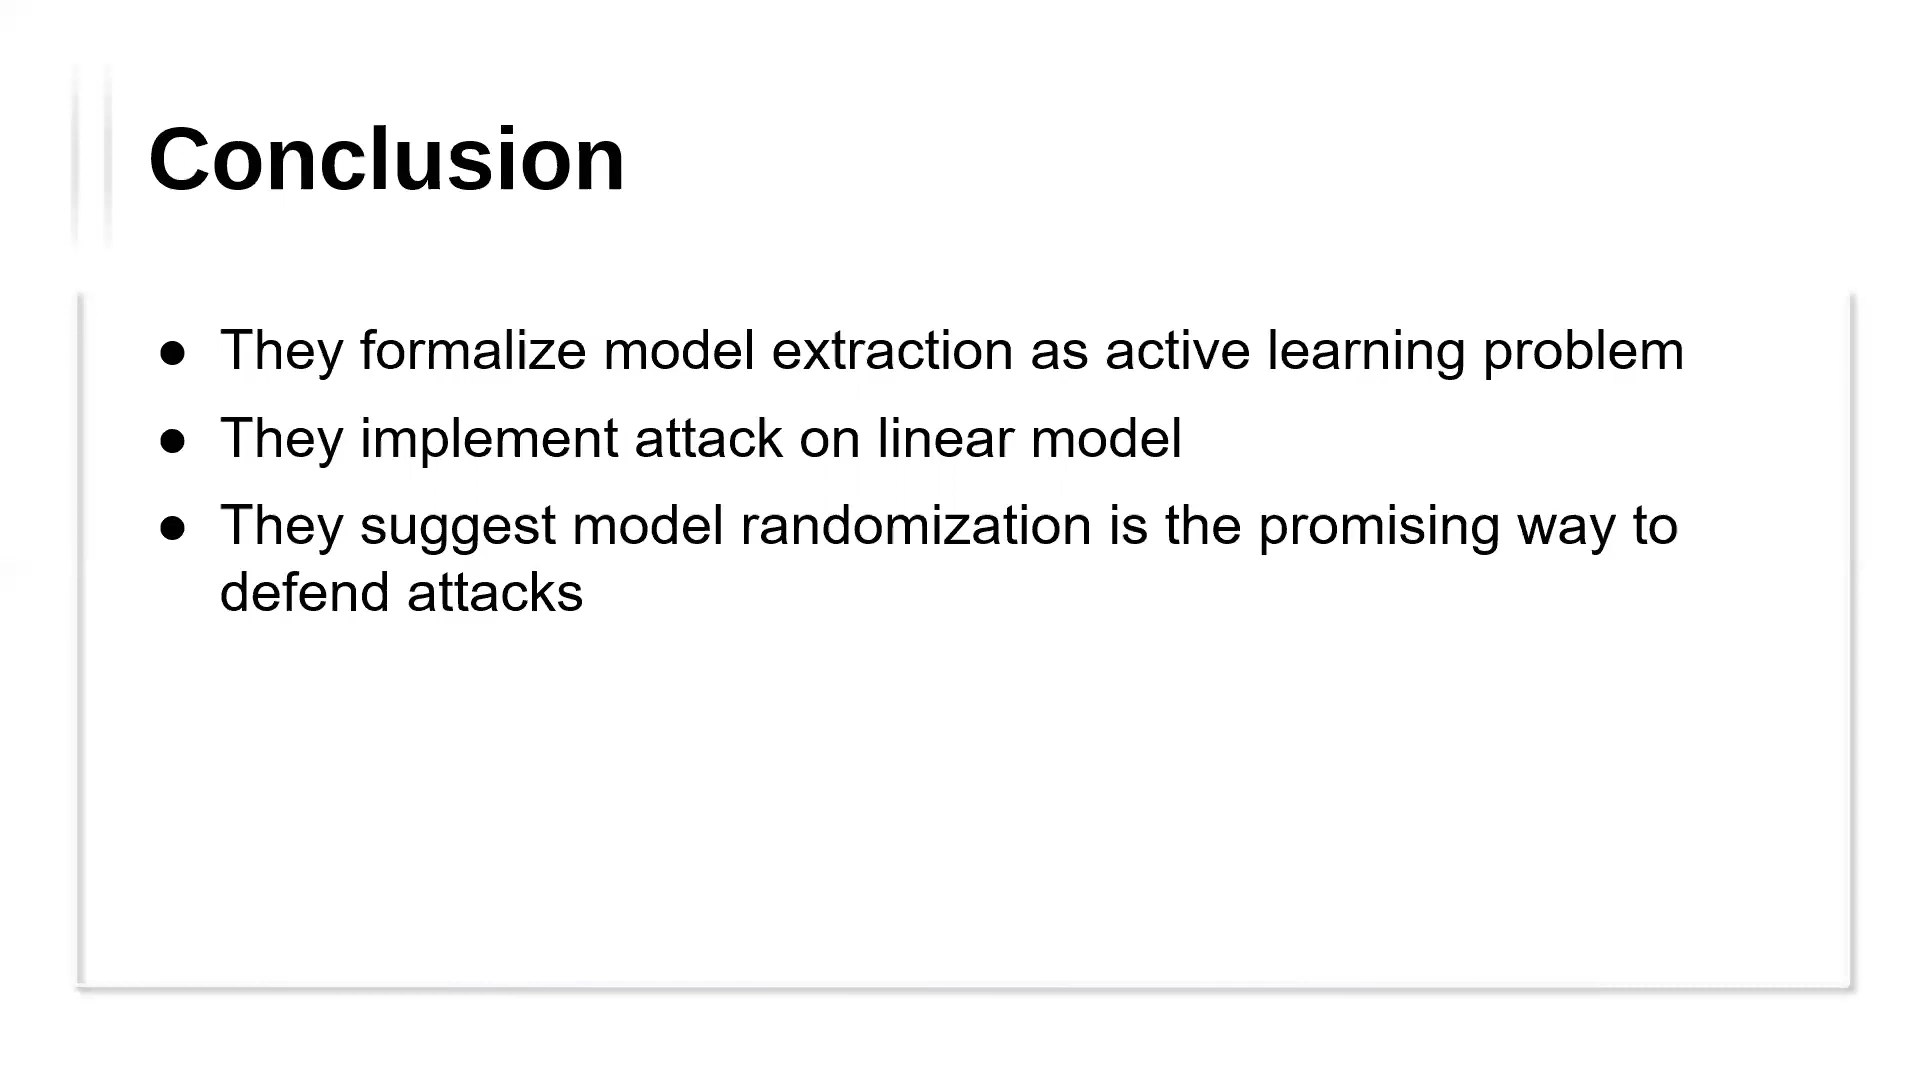 Conclusion
● They formalize model extraction as active learning problem
● They implement attack on linear model
● They suggest model randomization is the promising way to
defend attacks